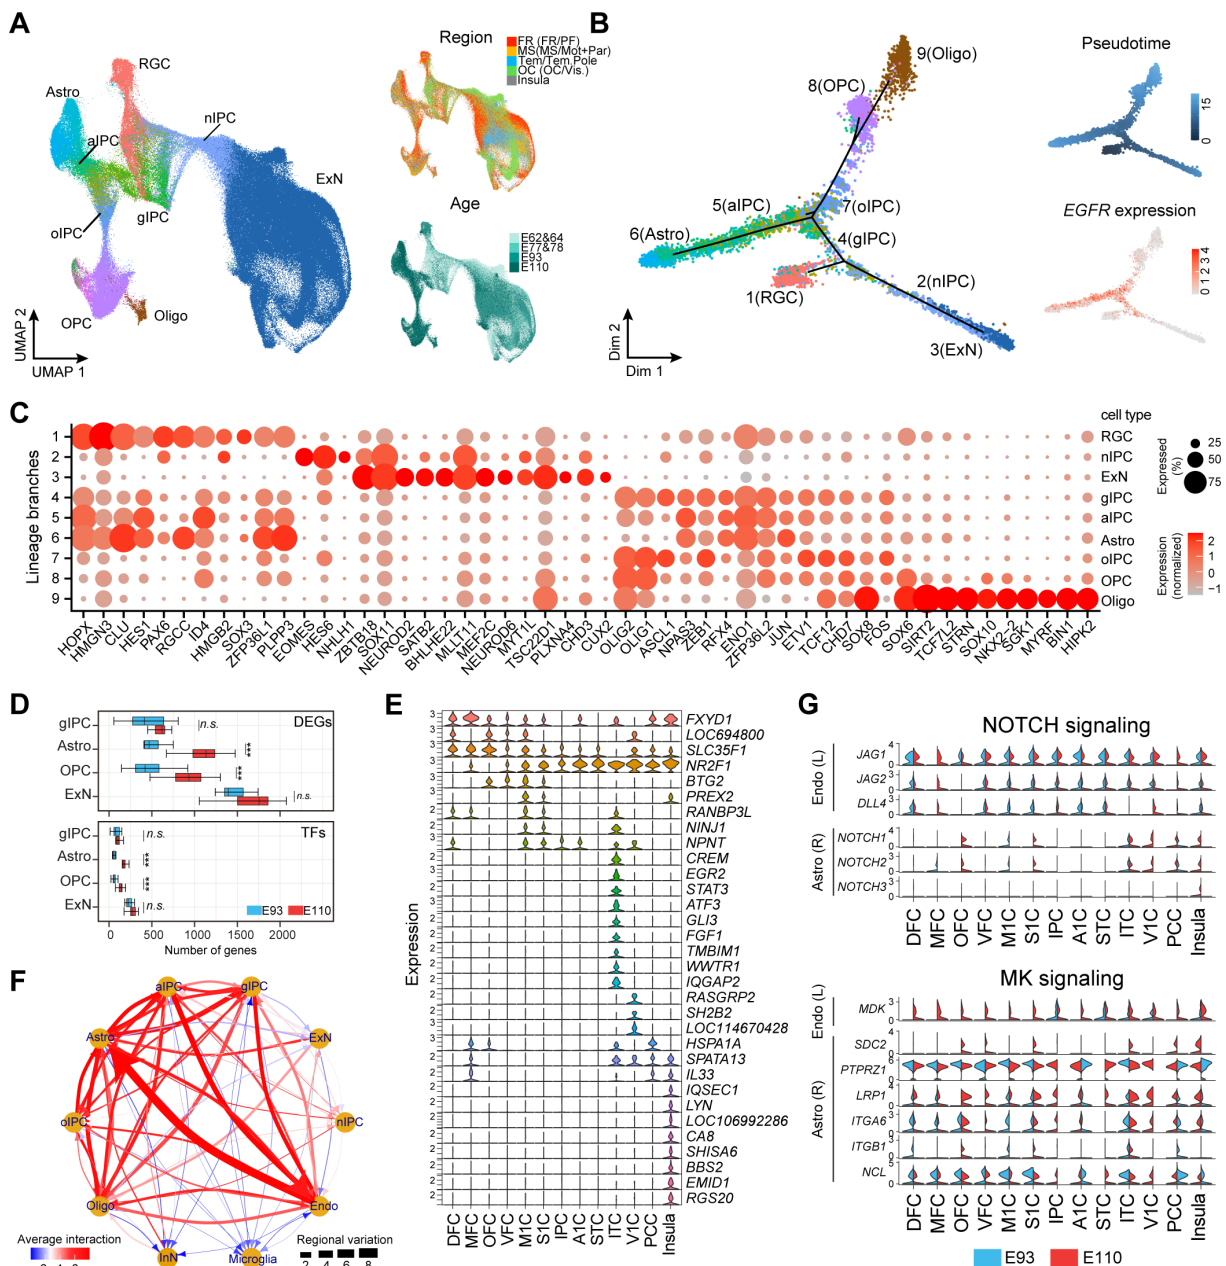 A
RGC
Astro
aIPC
nIPC
ExN
gIPC
oIPC
OPC
Oligo
UMAP 2
UMAP 1
Region
FR (FR/PF)
MS(MS/Mot+Par)
Tem/Tem.Pole
OC (OC/Vis.)
Insula
Age
E62&64
E77&78
E93
E110
B
9(Oligo)
8(OPC)
5(aIPC)
7(oIPC)
6(Astro)
4(gIPC)
1(RGC)
2(nIPC)
3(ExN)
Dim 2
Dim 1
Pseudotime
0 15
EGFR expression
0 1 2 3 4
C
Lineage branches
1
2
3
4
5
6
7
8
9
cell type
RGC
nIPC
ExN
gIPC
aIPC
Astro
oIPC
OPC
Oligo
Expressed (%)
25
50
75
Expression (normalized)
2
1
0
−1
HOPX
HMGN3
CLU
HES1
PAX6
RGCC
ID4
HMGB2
SOX3
ZFP36L1
PLPP3
EOMES
HES6
NHLH1
ZBTB18
SOX11
NEUROD2
SATB2
BHLHE22
MLLT11
MEF2C
NEUROD6
MYT1L
TSC22D1
PLXNA4
CHD3
CUX2
OLIG2
OLIG1
ASCL1
NPAS3
ZEB1
RFX4
ENO1
ZFP36L2
JUN
ETV1
TCF12
CHD7
SOX8
FOS
SOX6
SIRT2
TCF7L2
STRN
SOX10
NKX2-2
SGK1
MYRF
BIN1
HIPK2
D
DEGs
gIPC
Astro
OPC
ExN
n.s.
***
***
n.s.
TFs
gIPC
Astro
OPC
ExN
n.s.
***
***
n.s.
E93 E110
0 500 1000 1500 2000
Number of genes
E
Expression
FXYD1
LOC694800
SLC35F1
NR2F1
BTG2
PREX2
RANBP3L
NINJ1
NPNT
CREM
EGR2
STAT3
ATF3
GLI3
FGF1
TMBIM1
WWTR1
IQGAP2
RASGRP2
SH2B2
LOC114670428
HSPA1A
SPATA13
IL33
IQSEC1
LYN
LOC106992286
CA8
SHISA6
BBS2
EMID1
RGS20
DFC
MFC
OFC
VFC
M1C
S1C
IPC
A1C
STC
ITC
V1C
PCC
Insula
F
aIPC
gIPC
Astro
ExN
oIPC
nIPC
Oligo
Endo
InN
Microglia
Average interaction
Regional variation
2 4 6 8
G
NOTCH signaling
Endo (L)
JAG1
JAG2
DLL4
Astro (R)
NOTCH1
NOTCH2
NOTCH3
DFC
MFC
OFC
VFC
M1C
S1C
IPC
A1C
STC
ITC
V1C
PCC
Insula
MK signaling
Endo (L)
MDK
Astro (R)
SDC2
PTPRZ1
LRP1
ITGA6
ITGB1
NCL
DFC
MFC
OFC
VFC
M1C
S1C
IPC
A1C
STC
ITC
V1C
PCC
Insula
E93 E110